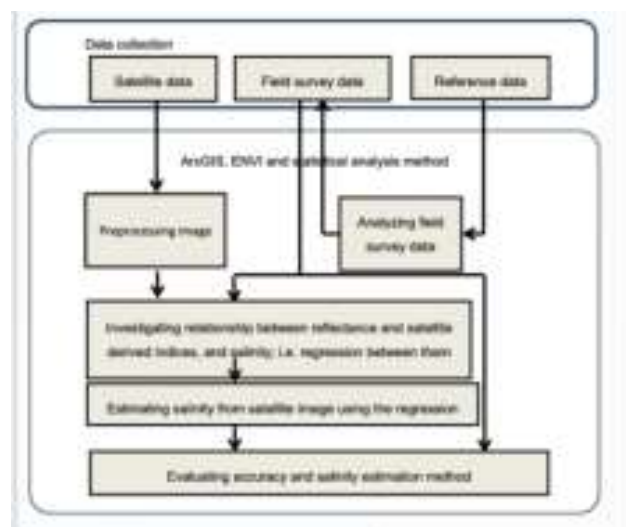 Data collection
Satellite data
Field survey data
Reference data
ArcGIS, ENVI and statistical analysis method
Preprocessing image
Analyzing field
survey data
Investigating relationship between reflectance and satellite
derived indices, and salinity; i.e. regression between them
Estimating salinity from satellite image using the regression
Evaluating accuracy and salinity estimation method